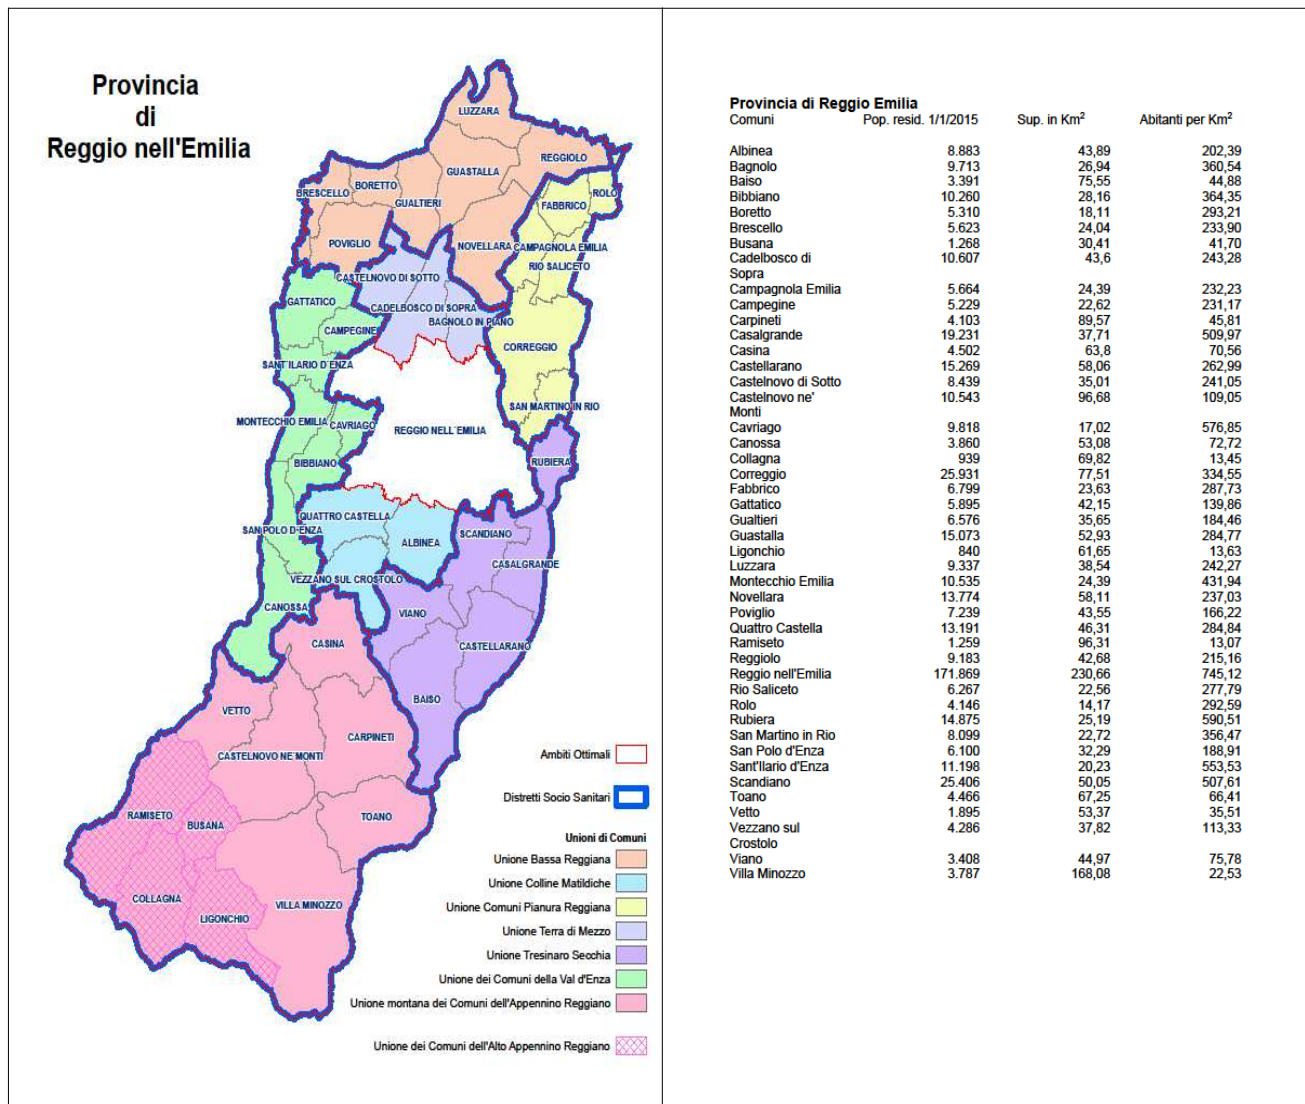 Provincia
di
Reggio nell'Emilia
LUZZARA
REGGIOLO
GUASTALLA
BORETTO
BRESCELLO
GUALTIERI
ROLO
FABBRICO
POVIGLIO
NOVELLARA
CAMPAGNOLA EMILIA
RIO SALICETO
CASTELNOVO DI SOTTO
GATTATICO
CADELBOSCO DI SOPRA
BAGNOLO IN PIANO
CAMPEGINE
CORREGGIO
SANT'ILARIO D'ENZA
SAN MARTINO IN RIO
MONTECCHIO EMILIA
CAVRIAGO
REGGIO NELL'EMILIA
BIBBIANO
RUBIERA
QUATTRO CASTELLA
SAN POLO D'ENZA
ALBINEA
SCANDIANO
CASALGRANDE
VEZZANO SUL CROSTOLO
CANOSSA
VIANO
CASINA
CASTELLARANO
BAISO
VETTO
CARPINETI
CASTELNOVO NE MONTI
RAMISETO
BUSANA
TOANO
COLLAGNA
LIGONCHIO
VILLA MINOZZO
Ambiti Ottimali
Distretti Socio Sanitari
Unioni di Comuni
Unione Bassa Reggiana
Unione Colline Matildiche
Unione Comuni Pianura Reggiana
Unione Terra di Mezzo
Unione Tresinaro Secchia
Unione dei Comuni della Val d'Enza
Unione montana dei Comuni dell'Appennino Reggiano
Unione dei Comuni dell'Alto Appennino Reggiano
Provincia di Reggio Emilia
Comuni Pop. resid. 1/1/2015 Sup. in Km² Abitanti per Km²
Albinea 8.883 43,89 202,39
Bagnolo 9.713 26,94 360,54
Baiso 3.391 75,55 44,88
Bibbiano 10.260 28,16 364,35
Boretto 5.310 18,11 293,21
Brescello 5.623 24,04 233,90
Busana 1.268 30,41 41,70
Cadelbosco di 10.607 43,6 243,28
Sopra
Campagnola Emilia 5.664 24,39 232,23
Campegine 5.229 22,62 231,17
Carpineti 4.103 89,57 45,81
Casalgrande 19.231 37,71 509,97
Casina 4.502 63,8 70,56
Castellarano 15.269 58,06 262,99
Castelnovo di Sotto 8.439 35,01 241,05
Castelnovo ne' 10.543 96,68 109,05
Monti
Cavriago 9.818 17,02 576,85
Canossa 3.860 53,08 72,72
Collagna 939 69,82 13,45
Correggio 25.931 77,51 334,55
Fabbrico 6.799 23,63 287,73
Gattatico 5.895 42,15 139,86
Gualtieri 6.576 35,65 184,46
Guastalla 15.073 52,93 284,77
Ligonchio 840 61,65 13,63
Luzzara 9.337 38,54 242,27
Montecchio Emilia 10.535 24,39 431,94
Novellara 13.774 58,11 237,03
Poviglio 7.239 43,55 166,22
Quattro Castella 13.191 46,31 284,84
Ramiseto 1.259 96,31 13,07
Reggiolo 9.183 42,68 215,16
Reggio nell'Emilia 171.869 230,66 745,12
Rio Saliceto 6.267 22,56 277,79
Rolo 4.146 14,17 292,59
Rubiera 14.875 25,19 590,51
San Martino in Rio 8.099 22,72 356,47
San Polo d'Enza 6.100 32,29 188,91
Sant'Ilario d'Enza 11.198 20,23 553,53
Scandiano 25.406 50,05 507,61
Toano 4.466 67,25 66,41
Vetto 1.895 53,37 35,51
Vezzano sul 4.286 37,82 113,33
Crostolo
Viano 3.408 44,97 75,78
Villa Minozzo 3.787 168,08 22,53